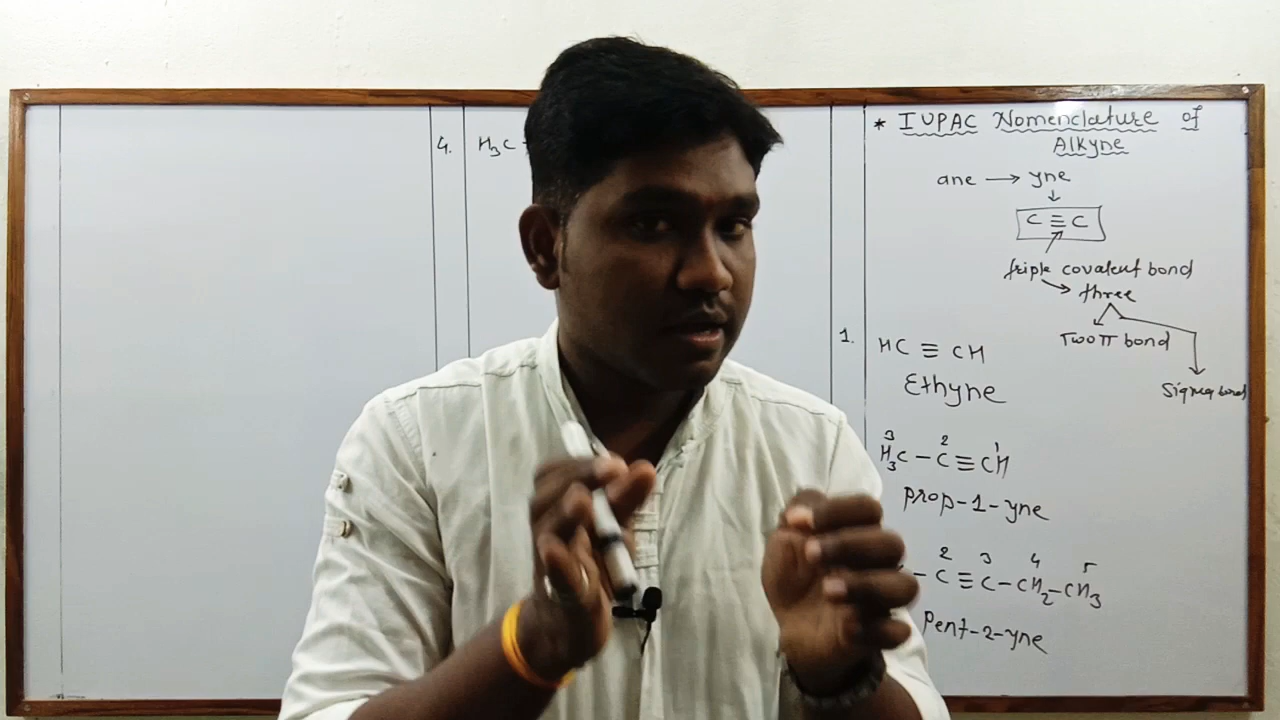 4. H₃C -
* IUPAC Nomenclature of
Alkyne
ane → yne
↓
C ≡ C
triple covalent bond
three
Two π bond
Sigma bond
1. HC ≡ CH
Ethyne
3 2 1
H₃C - C ≡ CH
Prop-1-yne
2 3 4 5
- C ≡ C - CH₂ - CH₃
Pent-2-yne